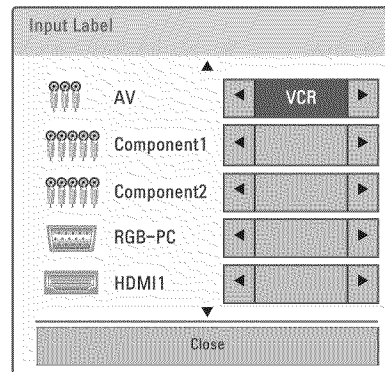 Input Label
AV VCR
Component1
Component2
RGB-PC
HDMI1
Close